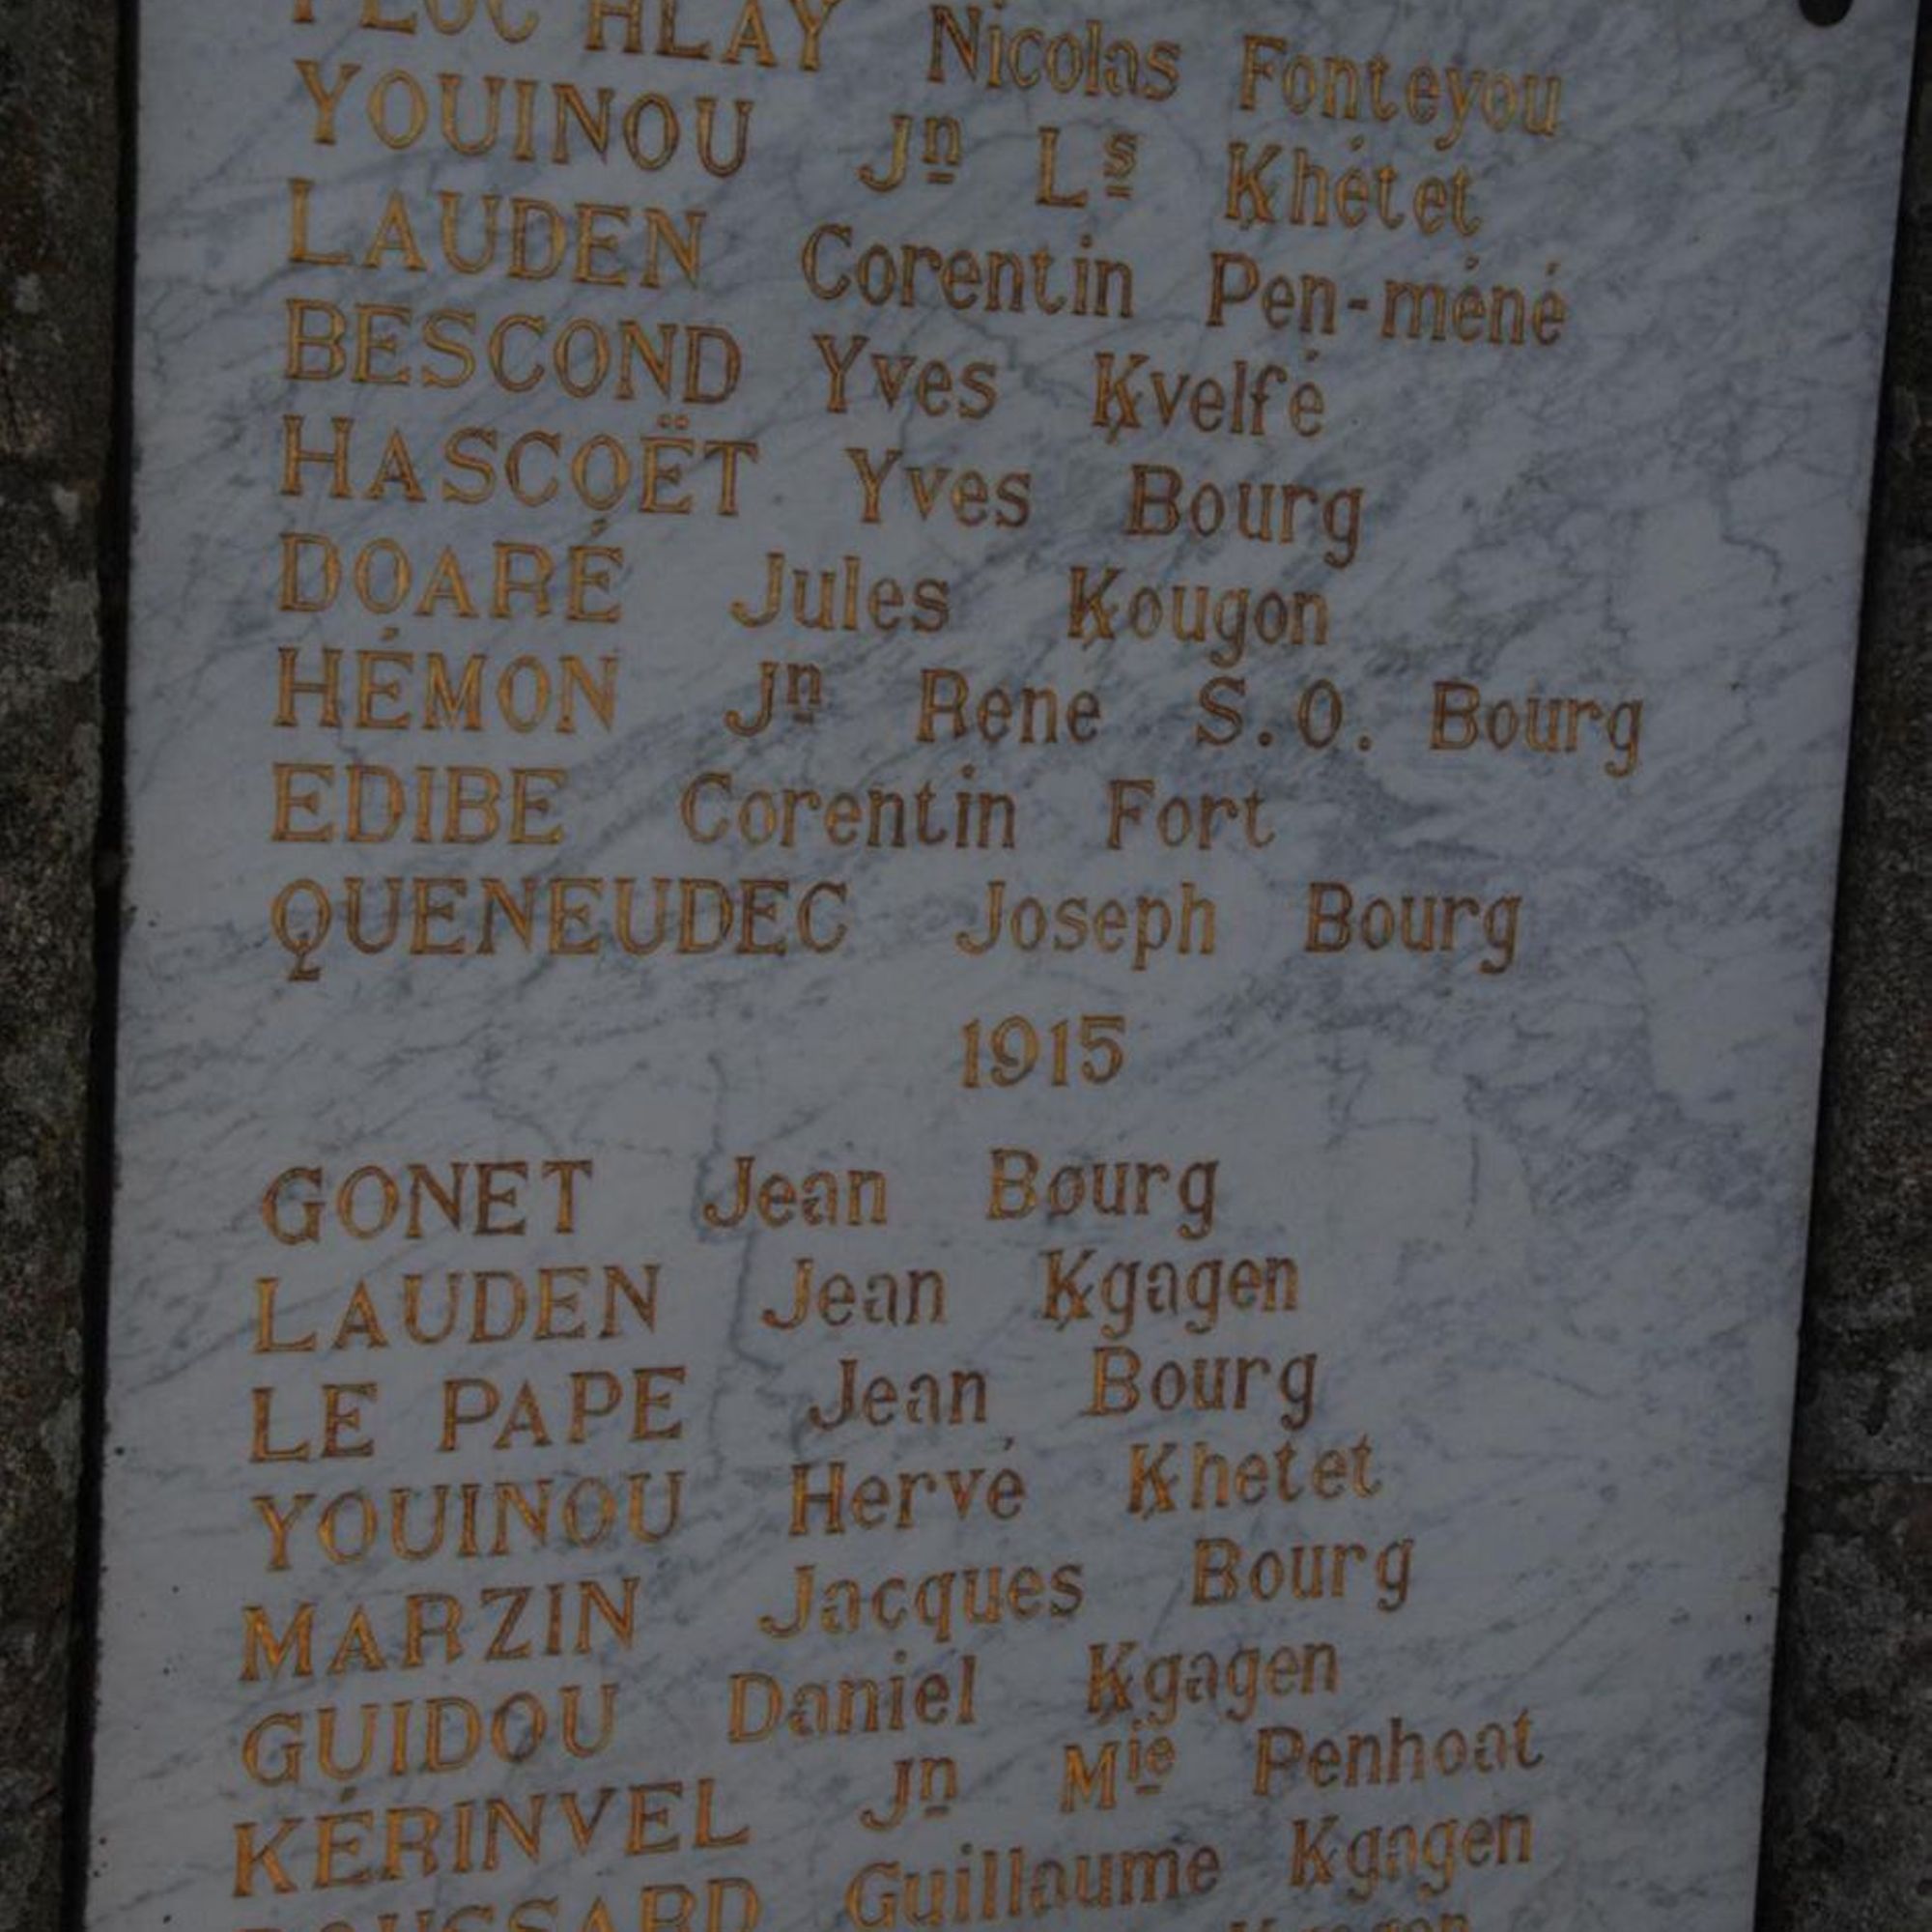 HLAY Nicolas Fonteyou
YOUINOU Jn Ls Khétet
LAUDEN Corentin Pen-méné
BESCOND Yves Kvelfé
HASCOËT Yves Bourg
DOARÉ Jules Kougon
HÉMON Jn Rene S.O. Bourg
EDIBE Corentin Fort
QUENEUDEC Joseph Bourg
1915
GONET Jean Bourg
LAUDEN Jean Kgagen
LE PAPE Jean Bourg
YOUINOU Hervé Khetet
MARZIN Jacques Bourg
GUIDOU Daniel Kgagen
KÉRINVEL Jn Mie Penhoat
Guillaume Kgagen